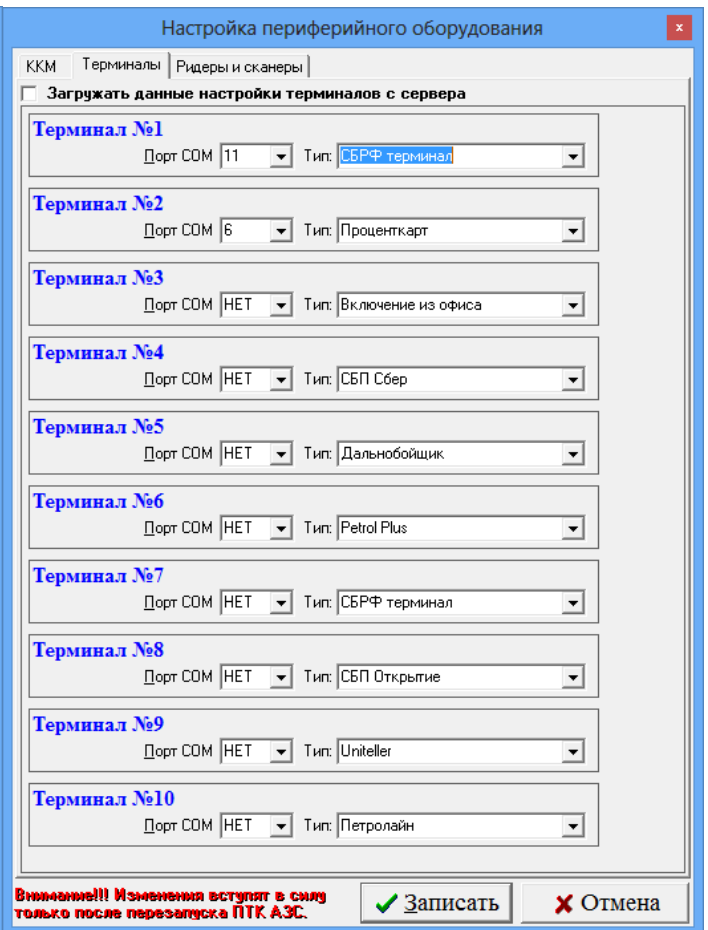 Настройка периферийного оборудования x
ККМ Терминалы Ридеры и сканеры
Загружать данные настройки терминалов с сервера
Терминал №1
Порт COM 11 Тип: СБРФ терминал
Терминал №2
Порт COM 6 Тип: Проценткарт
Терминал №3
Порт COM НЕТ Тип: Включение из офиса
Терминал №4
Порт COM НЕТ Тип: СБП Сбер
Терминал №5
Порт COM НЕТ Тип: Дальнобойщик
Терминал №6
Порт COM НЕТ Тип: Petrol Plus
Терминал №7
Порт COM НЕТ Тип: СБРФ терминал
Терминал №8
Порт COM НЕТ Тип: СБП Открытие
Терминал №9
Порт COM НЕТ Тип: Uniteller
Терминал №10
Порт COM НЕТ Тип: Петролайн
Внимание!!! Изменения вступят в силу
только после перезапуска ПТК АЗС.
Записать Отмена